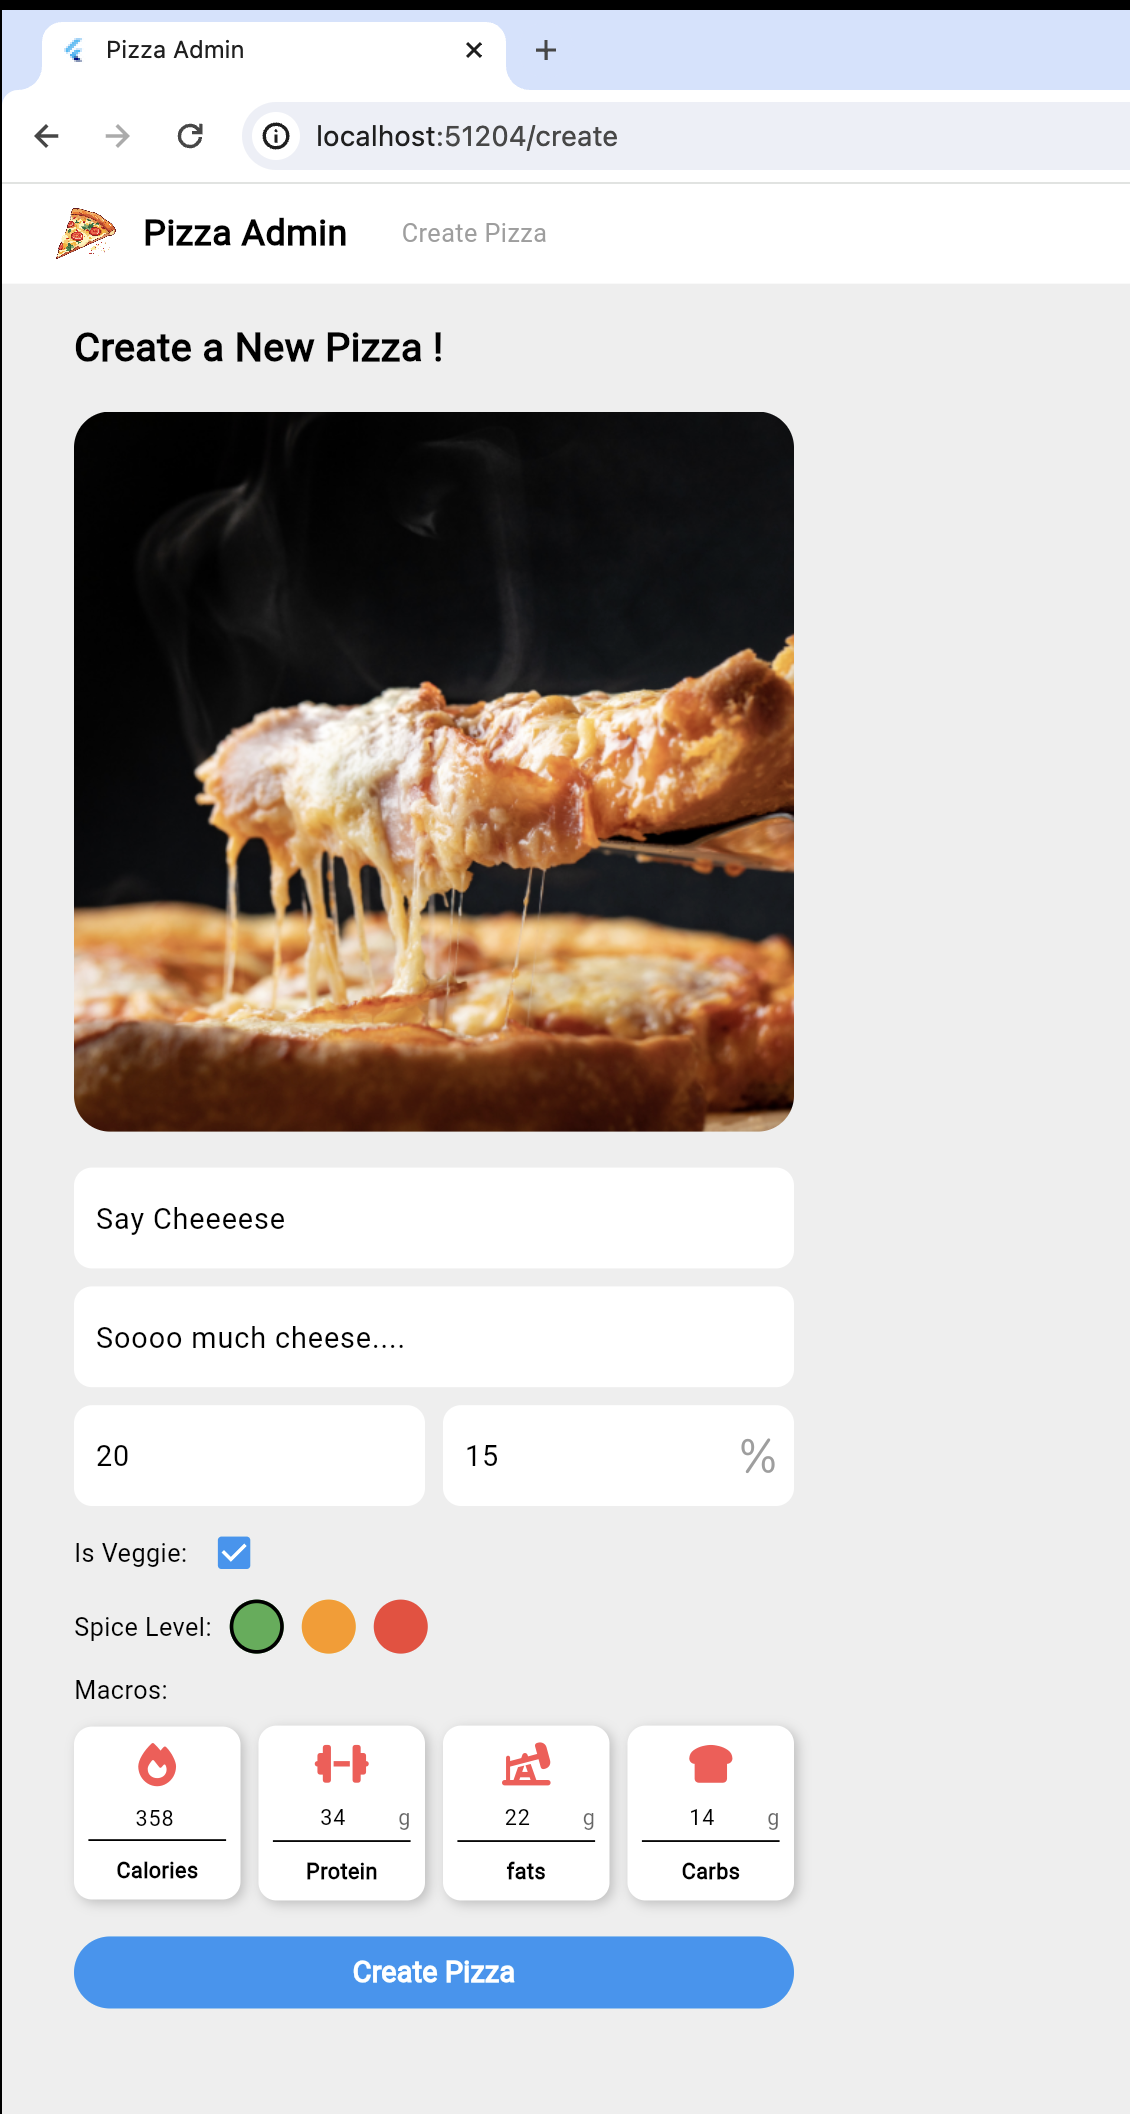 Pizza Admin
localhost:51204/create
Pizza Admin Create Pizza
Create a New Pizza !
Say Cheeeese
Soooo much cheese....
20 15 %
Is Veggie:
Spice Level:
Macros:
358 34 g 22 g 14 g
Calories Protein fats Carbs
Create Pizza